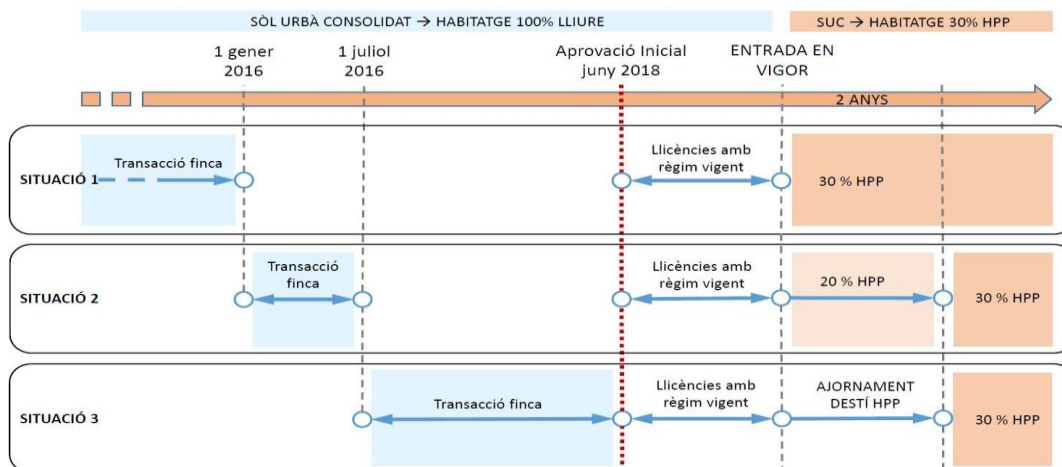 SÒL URBÀ CONSOLIDAT → HABITATGE 100% LLIURE
SUC → HABITATGE 30% HPP
1 gener
2016
1 juliol
2016
Aprovació Inicial
juny 2018
ENTRADA EN
VIGOR
2 ANYS
SITUACIÓ 1
Transacció finca
Llicències amb
règim vigent
30 % HPP
SITUACIÓ 2
Transacció
finca
Llicències amb
règim vigent
20 % HPP
30 % HPP
SITUACIÓ 3
Transacció finca
Llicències amb
règim vigent
AJORNAMENT
DESTÍ HPP
30 % HPP